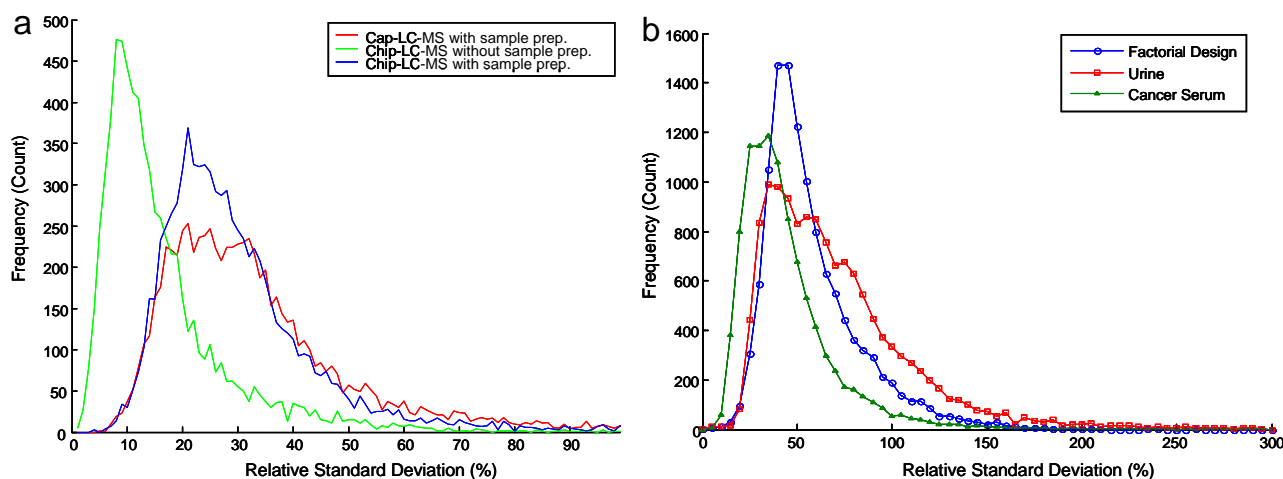 a
Cap-LC-MS with sample prep.
Chip-LC-MS without sample prep.
Chip-LC-MS with sample prep.
Frequency (Count)
500
450
400
350
300
250
200
150
100
50
0
0 10 20 30 40 50 60 70 80 90
Relative Standard Deviation (%)
b
Factorial Design
Urine
Cancer Serum
Frequency (Count)
1600
1400
1200
1000
800
600
400
200
0 50 100 150 200 250 300
Relative Standard Deviation (%)